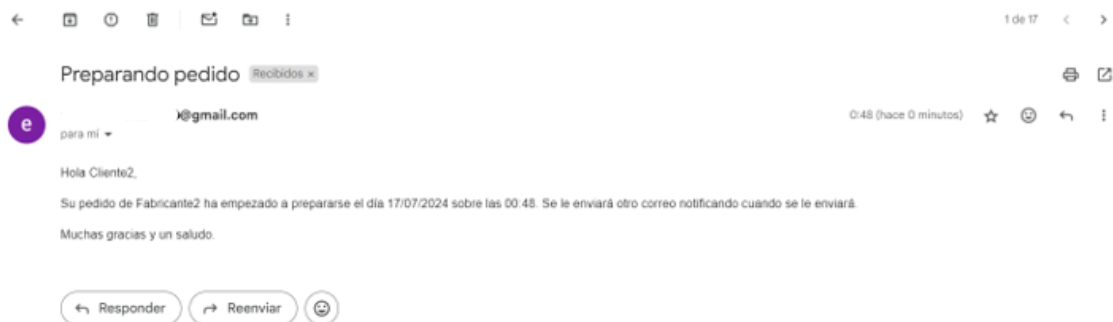 1 de 17
Preparando pedido Recibidos ×
e
@gmail.com 0:48 (hace 0 minutos)
para mí
Hola Cliente2,
Su pedido de Fabricante2 ha empezado a prepararse el día 17/07/2024 sobre las 00:48. Se le enviará otro correo notificando cuando se le enviará.
Muchas gracias y un saludo.
Responder Reenviar